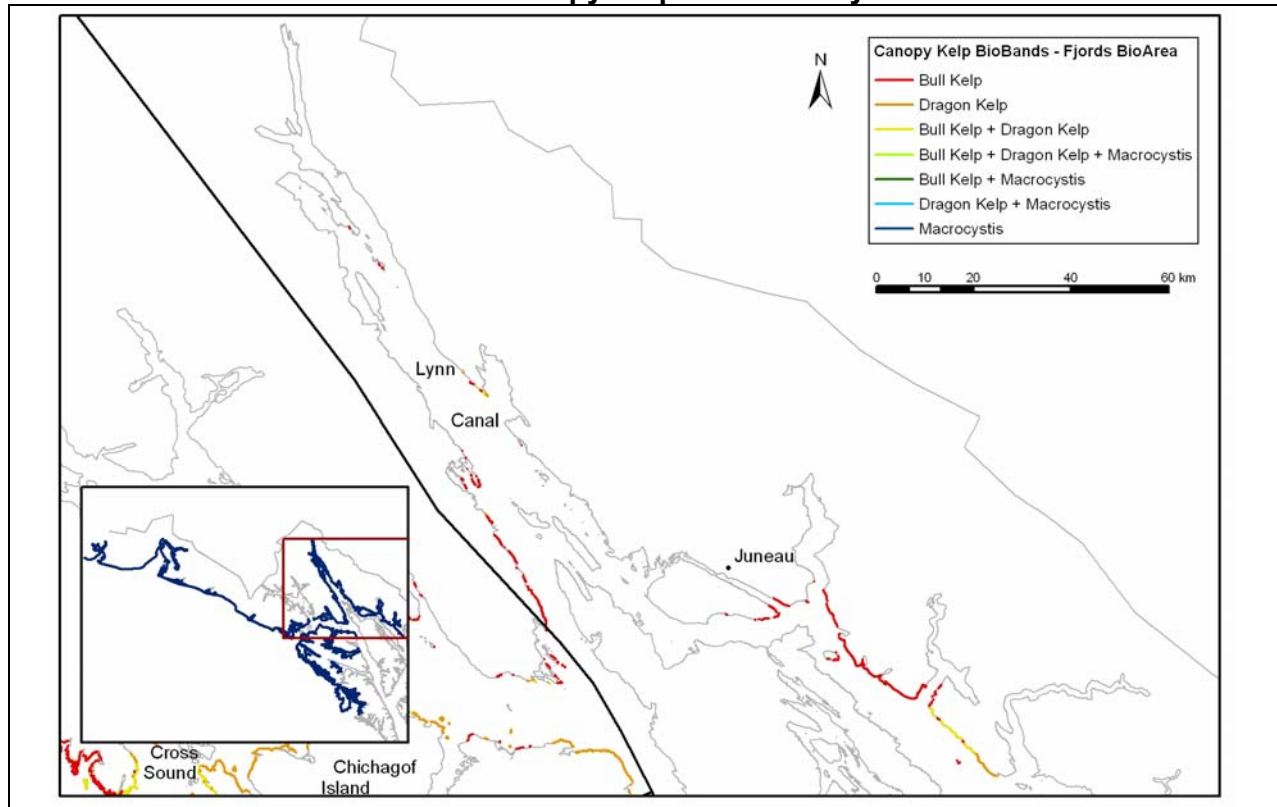 Canopy Kelp BioBands - Fjords BioArea
Bull Kelp
Dragon Kelp
Bull Kelp + Dragon Kelp
Bull Kelp + Dragon Kelp + Macrocystis
Bull Kelp + Macrocystis
Dragon Kelp + Macrocystis
Macrocystis
N
0 10 20 40 60 km
Lynn
Canal
Juneau
Cross
Sound
Chichagof
Island